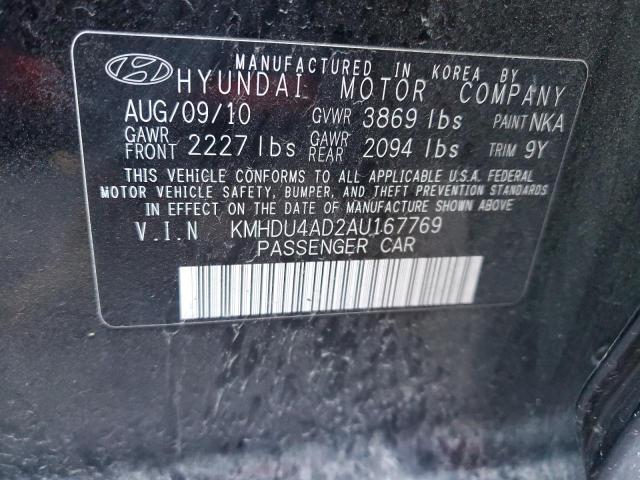 MANUFACTURED IN KOREA BY
HYUNDAI MOTOR COMPANY
AUG/09/10 GVWR 3869 lbs PAINT NKA
GAWR FRONT 2227 lbs GAWR REAR 2094 lbs TRIM 9Y
THIS VEHICLE CONFORMS TO ALL APPLICABLE U.S.A FEDERAL
MOTOR VEHICLE SAFETY, BUMPER, AND THEFT PREVENTION STANDARDS
IN EFFECT ON THE DATE OF MANUFACTURE SHOWN ABOVE
V.I.N KMHDU4AD2AU167769
PASSENGER CAR